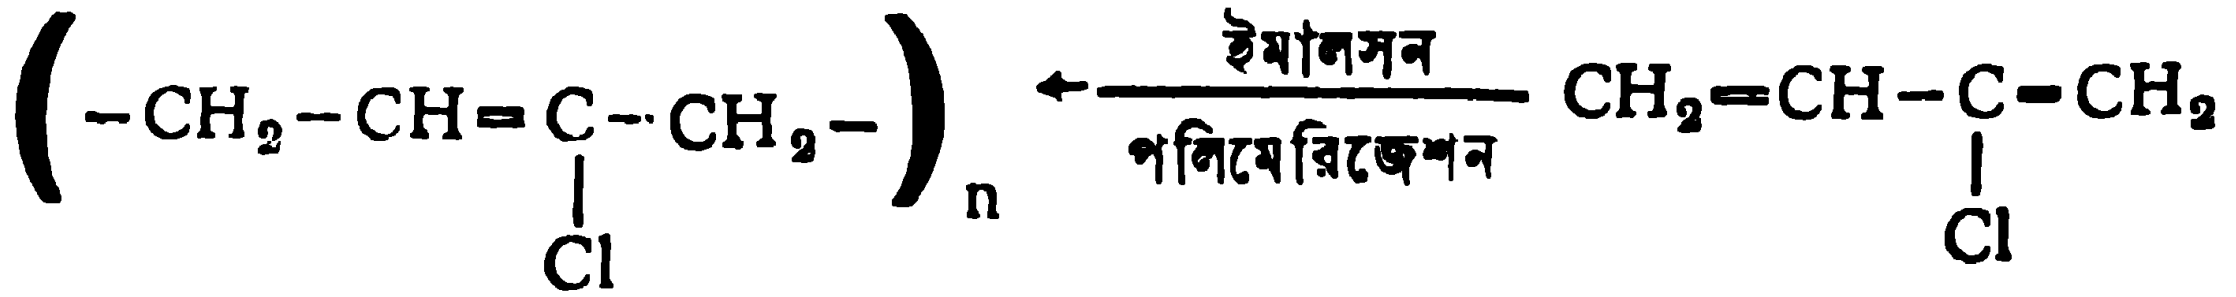 (-CH₂-CH=C-CH₂-)n ← ইমালসন CH₂=CH-C=CH₂
পলিমেরিজেশন
Cl Cl